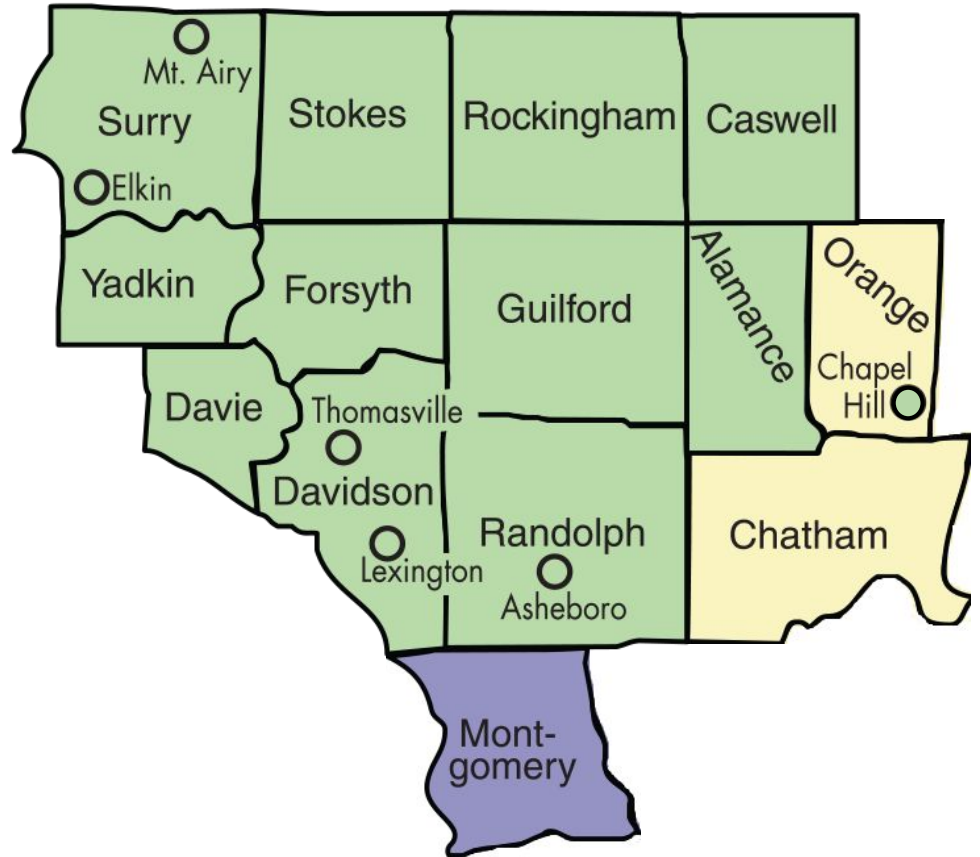 Mt. Airy
Surry
Stokes
Rockingham
Caswell
Elkin
Yadkin
Forsyth
Guilford
Alamance
Orange
Chapel
Hill
Davie
Thomasville
Davidson
Lexington
Randolph
Asheboro
Chatham
Mont-
gomery